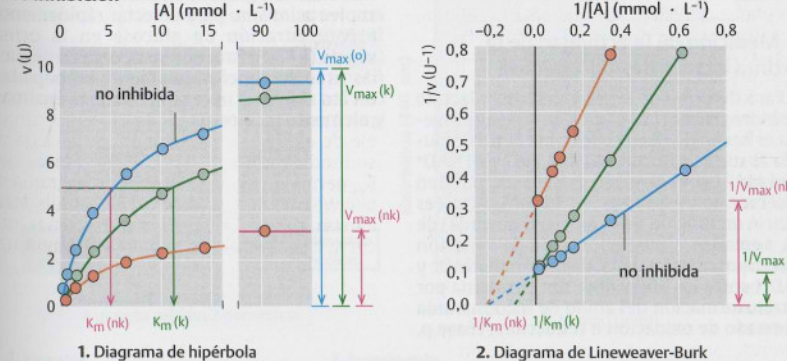 [A] (mmol · L⁻¹)
0 5 10 15 90 100
v (U)
10
8
6
4
2
0
no inhibida
Vmax (o)
Vmax (k)
Vmax (nk)
Km (nk) Km (k)
1. Diagrama de hipérbola
1/[A] (mmol · L⁻¹)
−0,2 0 0,2 0,4 0,6 0,8
1/v (U⁻¹)
0,8
0,7
0,6
0,5
0,4
0,3
0,2
0,1
0,0
no inhibida
1/Vmax (nk
1/Vmax
1/Km (nk) 1/Km (k)
2. Diagrama de Lineweaver-Burk